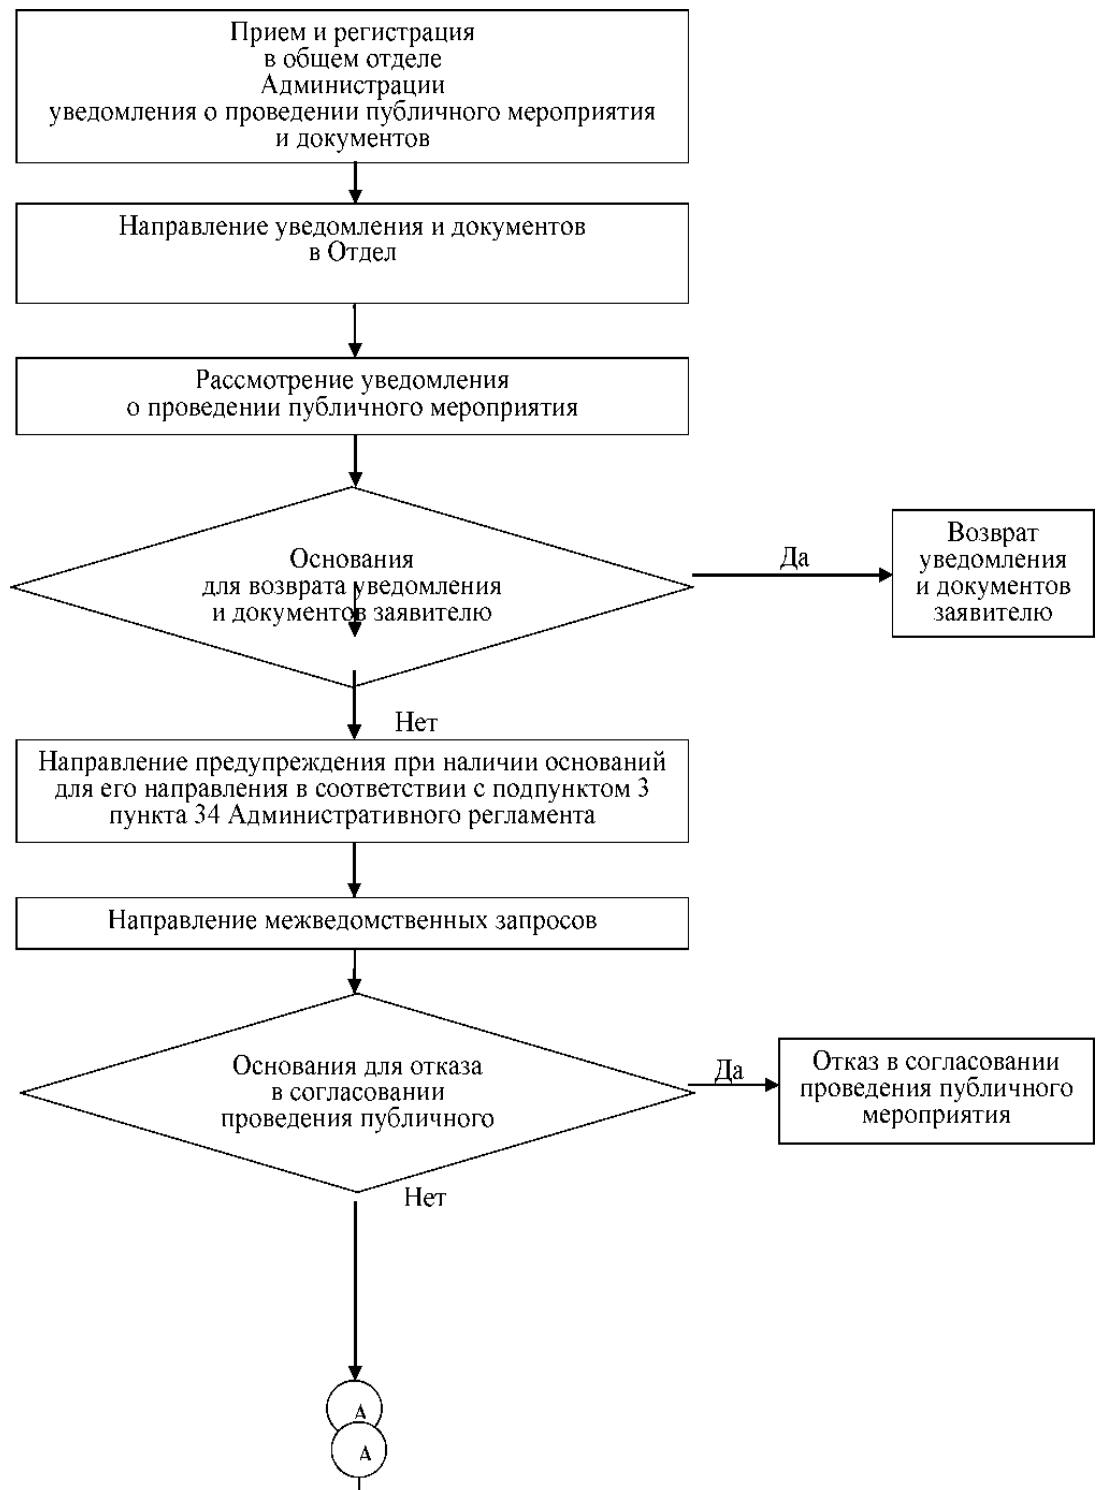 Прием и регистрация
в общем отделе
Администрации
уведомления о проведении публичного мероприятия
и документов
Направление уведомления и документов
в Отдел
Рассмотрение уведомления
о проведении публичного мероприятия
Основания
для возврата уведомления
и документов заявителю
Да
Возврат
уведомления
и документов
заявителю
Нет
Направление предупреждения при наличии оснований
для его направления в соответствии с подпунктом 3
пункта 34 Административного регламента
Направление межведомственных запросов
Основания для отказа
в согласовании
проведения публичного
Да
Отказ в согласовании
проведения публичного
мероприятия
Нет
А
А